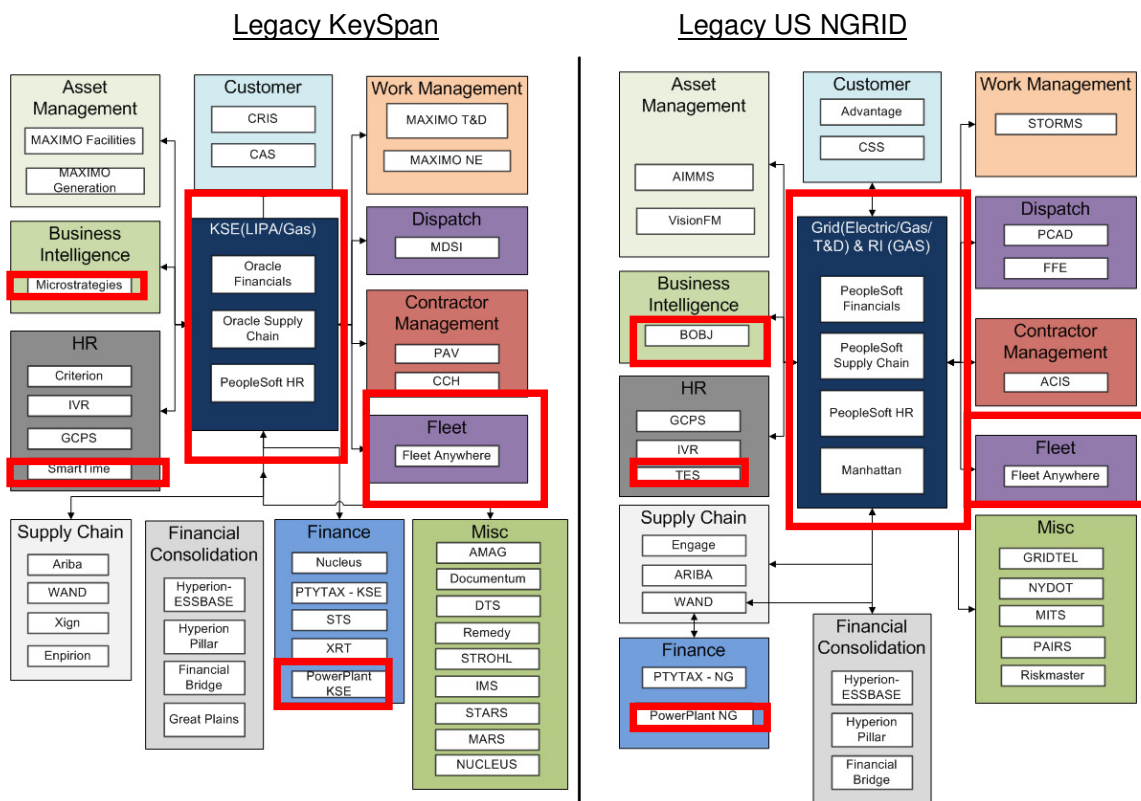 Legacy KeySpan
Legacy US NGRID
Asset
Management
MAXIMO Facilities
MAXIMO
Generation
Customer
CRIS
CAS
Work Management
MAXIMO T&D
MAXIMO NE
Business
Intelligence
Microstrategies
KSE(LIPA/Gas)
Oracle
Financials
Oracle Supply
Chain
PeopleSoft HR
Dispatch
MDSI
Contractor
Management
PAV
CCH
HR
Criterion
IVR
GCPS
SmartTime
Fleet
Fleet Anywhere
Supply Chain
Ariba
WAND
Xign
Enpirion
Financial
Consolidation
Hyperion-
ESSBASE
Hyperion
Pillar
Financial
Bridge
Great Plains
Finance
Nucleus
PTYTAX - KSE
STS
XRT
PowerPlant
KSE
Misc
AMAG
Documentum
DTS
Remedy
STROHL
IMS
STARS
MARS
NUCLEUS
Asset
Management
AIMMS
VisionFM
Customer
Advantage
CSS
Work Management
STORMS
Business
Intelligence
BOBJ
Grid(Electric/Gas/
T&D) & RI (GAS)
PeopleSoft
Financials
PeopleSoft
Supply Chain
PeopleSoft HR
Manhattan
Dispatch
PCAD
FFE
Contractor
Management
ACIS
HR
GCPS
IVR
TES
Fleet
Fleet Anywhere
Supply Chain
Engage
ARIBA
WAND
Finance
PTYTAX - NG
PowerPlant NG
Financial
Consolidation
Hyperion-
ESSBASE
Hyperion
Pillar
Financial
Bridge
Misc
GRIDTEL
NYDOT
MITS
PAIRS
Riskmaster